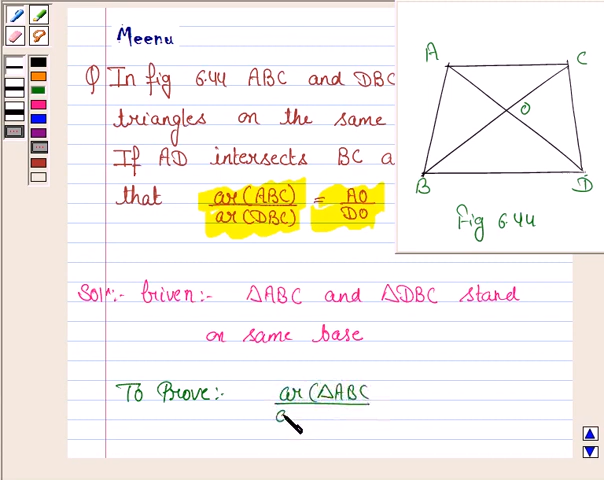 Meenu
Q In fig 6.44 ABC and DBC
triangles on the same
If AD intersects BC a
that ar(ABC) = AO
ar(DBC) DO
A C
O
B D
Fig 6.44
Solⁿ:- Given:- △ABC and △DBC stand
on same base
To Prove:- ar(△ABC
a